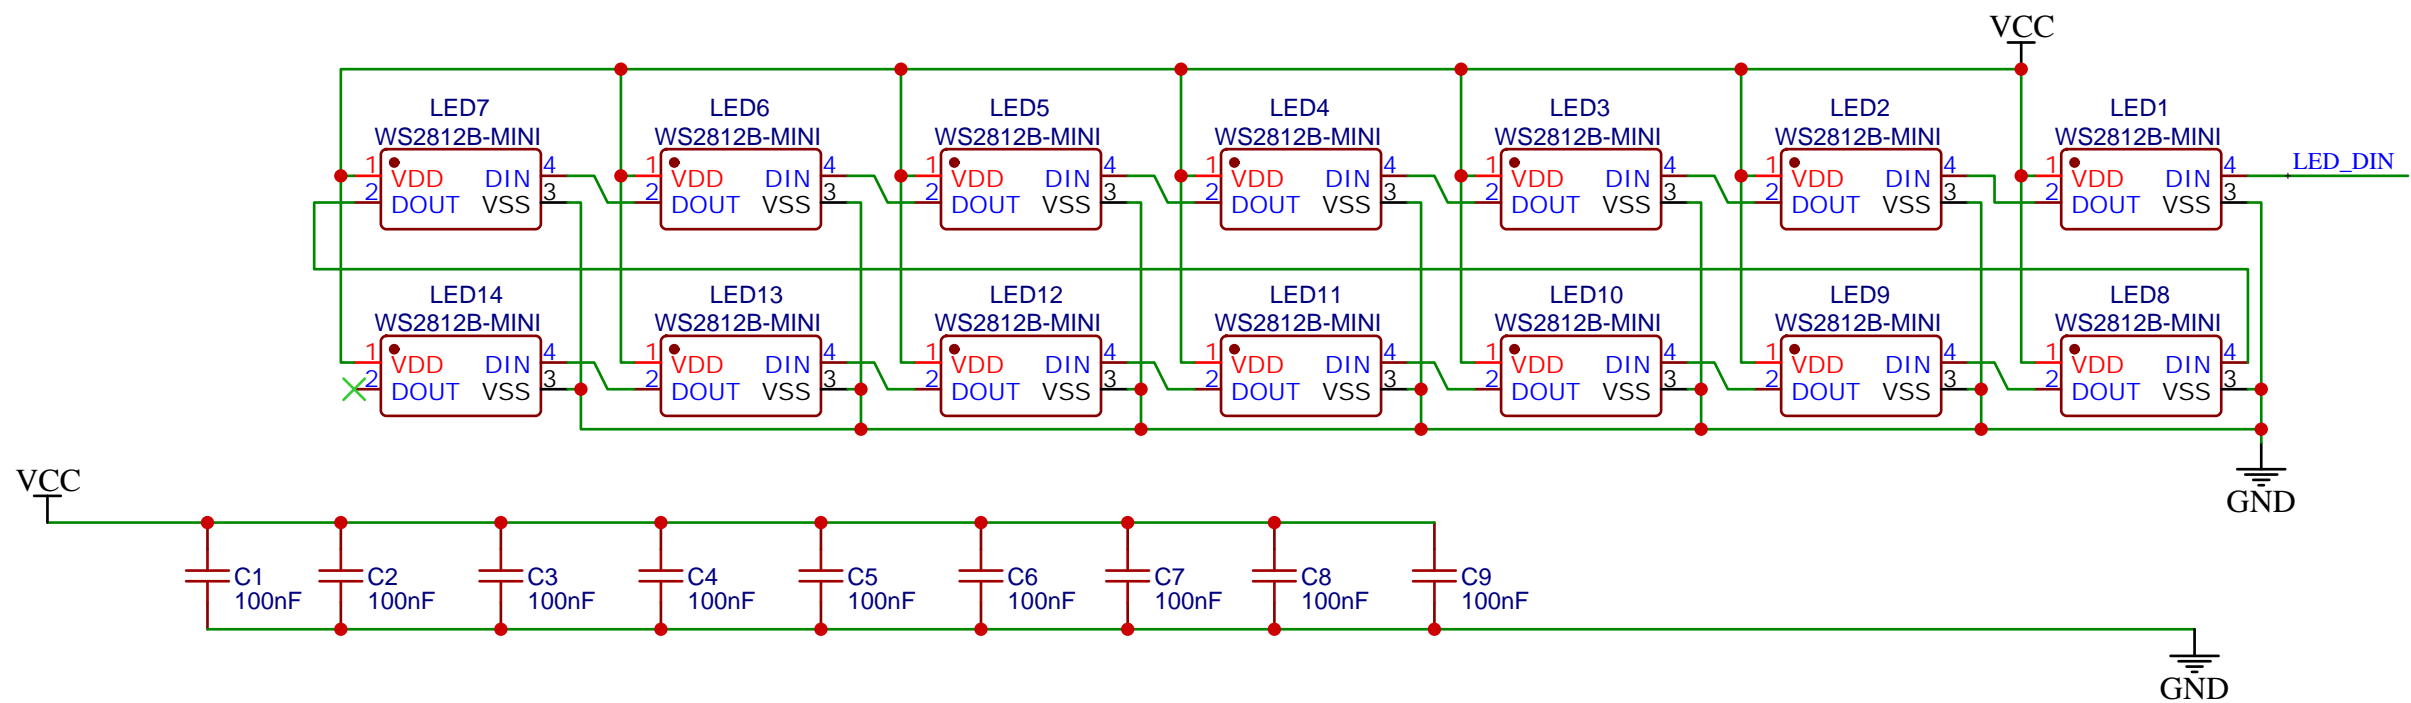 VCC
LED7 LED6 LED5 LED4 LED3 LED2 LED1
WS2812B-MINI WS2812B-MINI WS2812B-MINI WS2812B-MINI WS2812B-MINI WS2812B-MINI WS2812B-MINI
1 4 1 4 1 4 1 4 1 4 1 4 1 4 LED_DIN
VDD DIN VDD DIN VDD DIN VDD DIN VDD DIN VDD DIN VDD DIN
2 3 2 3 2 3 2 3 2 3 2 3 2 3
DOUT VSS DOUT VSS DOUT VSS DOUT VSS DOUT VSS DOUT VSS DOUT VSS
LED14 LED13 LED12 LED11 LED10 LED9 LED8
WS2812B-MINI WS2812B-MINI WS2812B-MINI WS2812B-MINI WS2812B-MINI WS2812B-MINI WS2812B-MINI
1 4 1 4 1 4 1 4 1 4 1 4 1 4
VDD DIN VDD DIN VDD DIN VDD DIN VDD DIN VDD DIN VDD DIN
2 3 2 3 2 3 2 3 2 3 2 3 2 3
DOUT VSS DOUT VSS DOUT VSS DOUT VSS DOUT VSS DOUT VSS DOUT VSS
VCC
GND
C1 C2 C3 C4 C5 C6 C7 C8 C9
100nF 100nF 100nF 100nF 100nF 100nF 100nF 100nF 100nF
GND